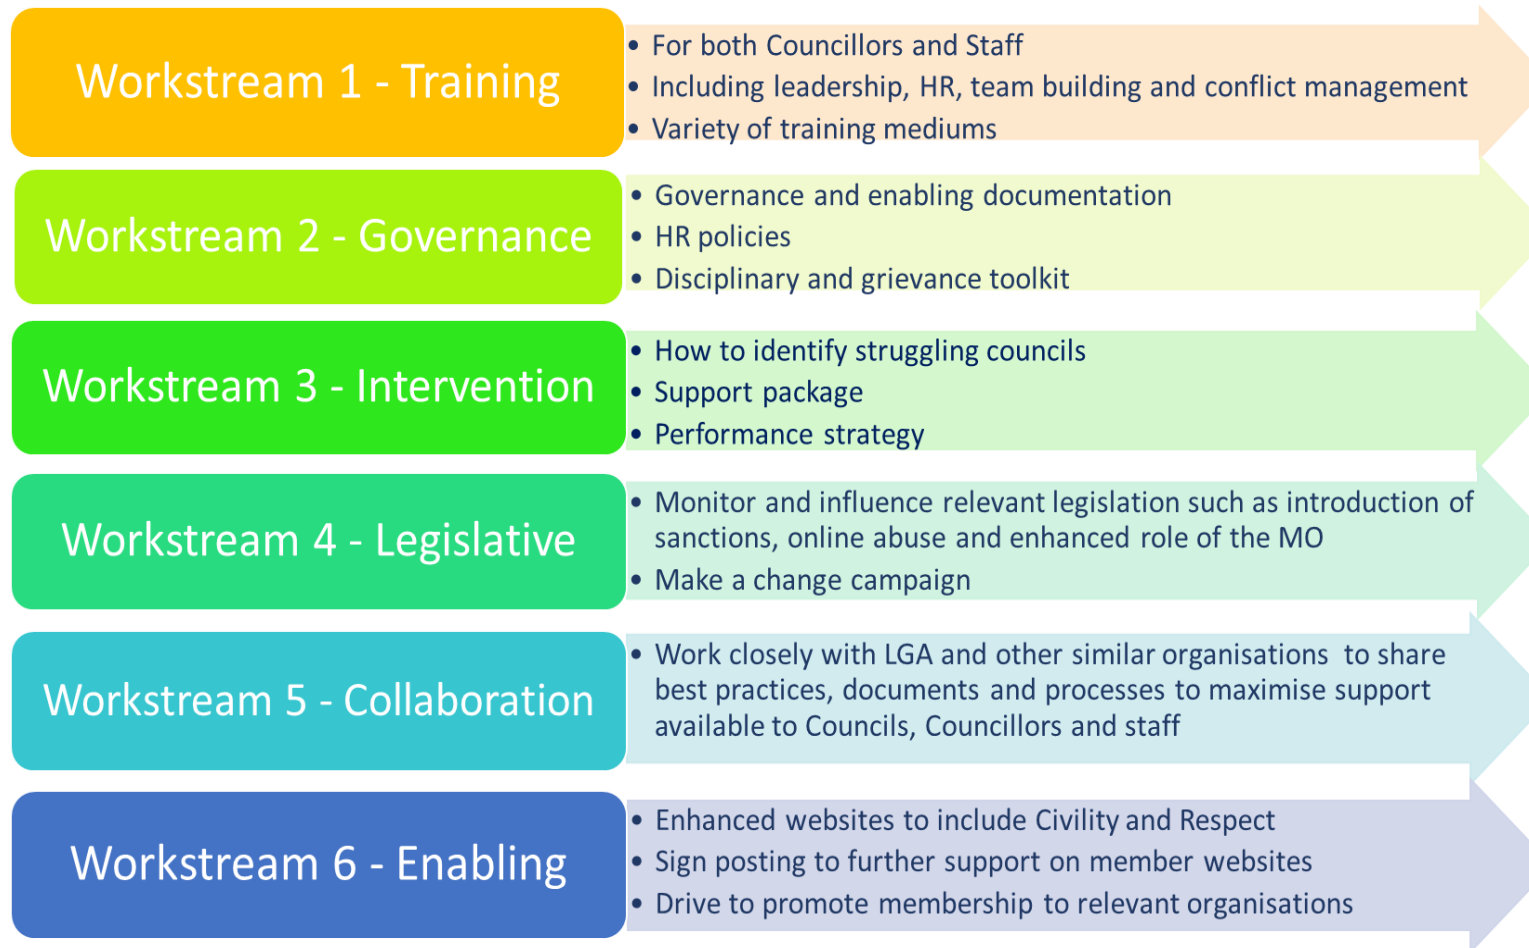 Workstream 1 - Training
• For both Councillors and Staff
• Including leadership, HR, team building and conflict management
• Variety of training mediums
Workstream 2 - Governance
• Governance and enabling documentation
• HR policies
• Disciplinary and grievance toolkit
Workstream 3 - Intervention
• How to identify struggling councils
• Support package
• Performance strategy
Workstream 4 - Legislative
• Monitor and influence relevant legislation such as introduction of
sanctions, online abuse and enhanced role of the MO
• Make a change campaign
Workstream 5 - Collaboration
• Work closely with LGA and other similar organisations to share
best practices, documents and processes to maximise support
available to Councils, Councillors and staff
Workstream 6 - Enabling
• Enhanced websites to include Civility and Respect
• Sign posting to further support on member websites
• Drive to promote membership to relevant organisations